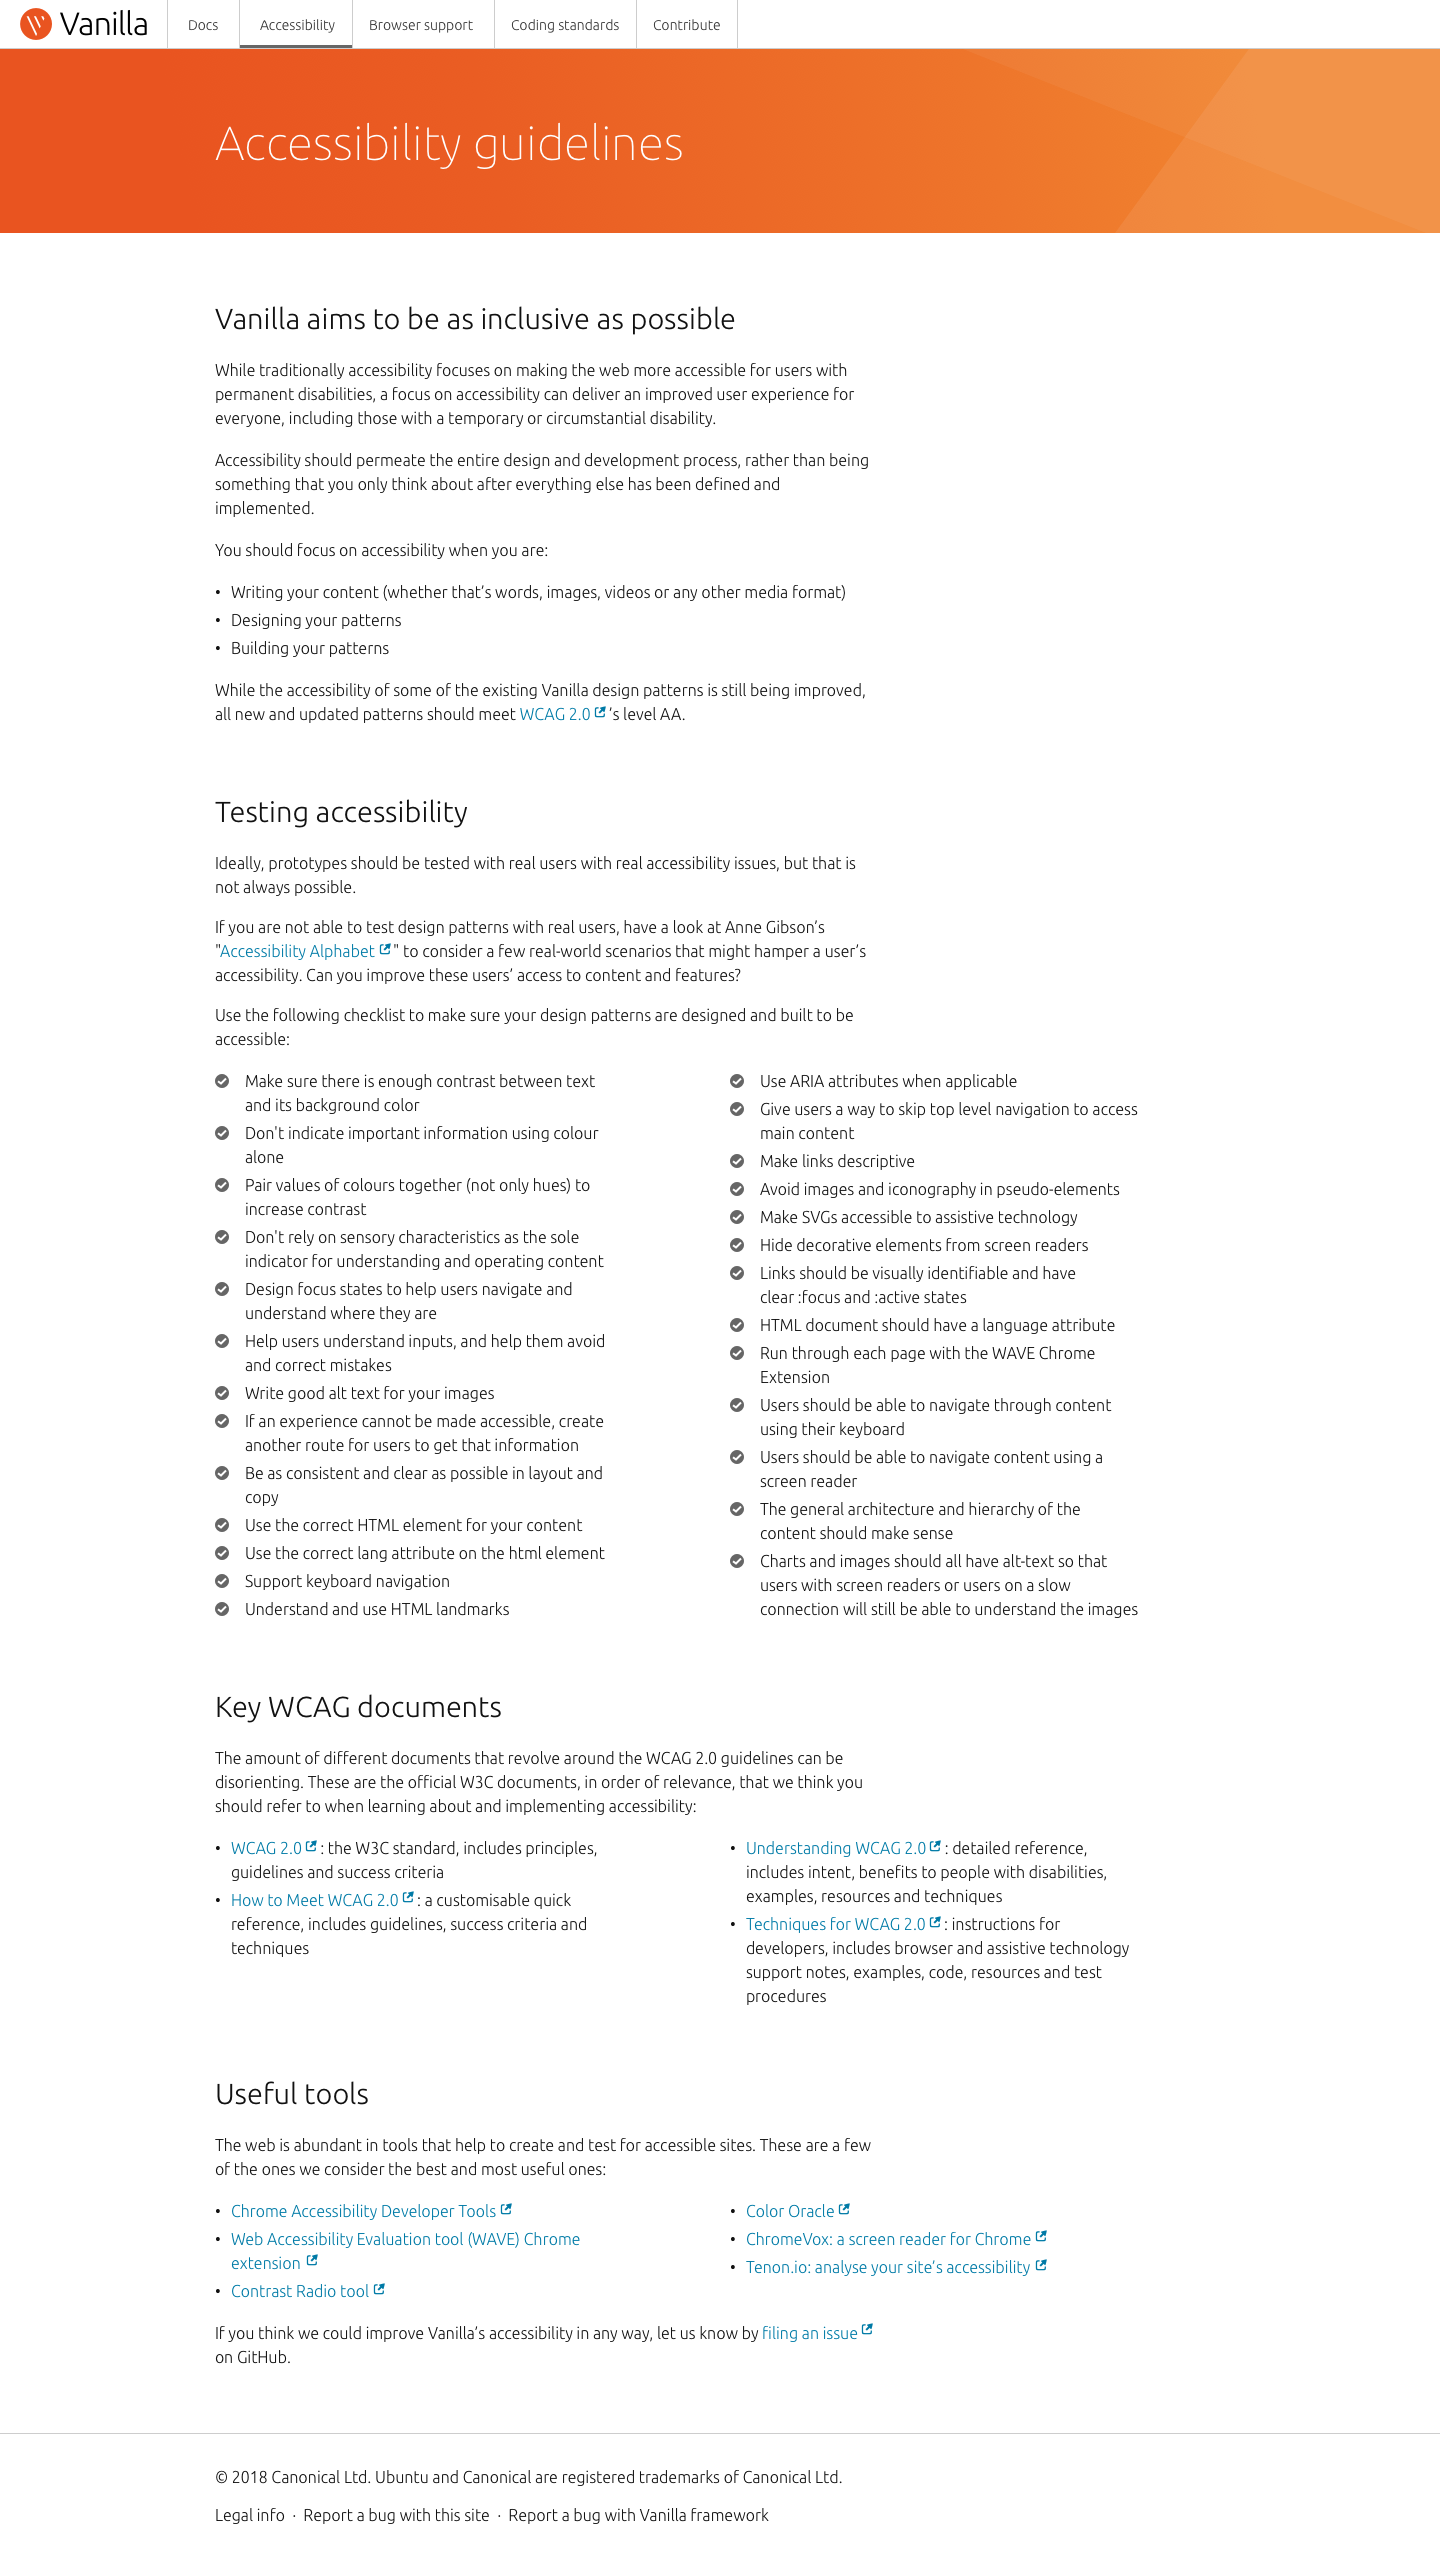 Vanilla
Docs
Accessibility
Browser support
Coding standards
Contribute
Accessibility guidelines
Vanilla aims to be as inclusive as possible
While traditionally accessibility focuses on making the web more accessible for users with
permanent disabilities, a focus on accessibility can deliver an improved user experience for
everyone, including those with a temporary or circumstantial disability.
Accessibility should permeate the entire design and development process, rather than being
something that you only think about after everything else has been defined and
implemented.
You should focus on accessibility when you are:
• Writing your content (whether that’s words, images, videos or any other media format)
• Designing your patterns
• Building your patterns
While the accessibility of some of the existing Vanilla design patterns is still being improved,
all new and updated patterns should meet WCAG 2.0 ’s level AA.
Testing accessibility
Ideally, prototypes should be tested with real users with real accessibility issues, but that is
not always possible.
If you are not able to test design patterns with real users, have a look at Anne Gibson’s
"Accessibility Alphabet " to consider a few real-world scenarios that might hamper a user’s
accessibility. Can you improve these users’ access to content and features?
Use the following checklist to make sure your design patterns are designed and built to be
accessible:
Make sure there is enough contrast between text
and its background color
Don't indicate important information using colour
alone
Pair values of colours together (not only hues) to
increase contrast
Don't rely on sensory characteristics as the sole
indicator for understanding and operating content
Design focus states to help users navigate and
understand where they are
Help users understand inputs, and help them avoid
and correct mistakes
Write good alt text for your images
If an experience cannot be made accessible, create
another route for users to get that information
Be as consistent and clear as possible in layout and
copy
Use the correct HTML element for your content
Use the correct lang attribute on the html element
Support keyboard navigation
Understand and use HTML landmarks
Use ARIA attributes when applicable
Give users a way to skip top level navigation to access
main content
Make links descriptive
Avoid images and iconography in pseudo-elements
Make SVGs accessible to assistive technology
Hide decorative elements from screen readers
Links should be visually identifiable and have
clear :focus and :active states
HTML document should have a language attribute
Run through each page with the WAVE Chrome
Extension
Users should be able to navigate through content
using their keyboard
Users should be able to navigate content using a
screen reader
The general architecture and hierarchy of the
content should make sense
Charts and images should all have alt-text so that
users with screen readers or users on a slow
connection will still be able to understand the images
Key WCAG documents
The amount of different documents that revolve around the WCAG 2.0 guidelines can be
disorienting. These are the official W3C documents, in order of relevance, that we think you
should refer to when learning about and implementing accessibility:
• WCAG 2.0 : the W3C standard, includes principles,
guidelines and success criteria
• How to Meet WCAG 2.0 : a customisable quick
reference, includes guidelines, success criteria and
techniques
• Understanding WCAG 2.0 : detailed reference,
includes intent, benefits to people with disabilities,
examples, resources and techniques
• Techniques for WCAG 2.0 : instructions for
developers, includes browser and assistive technology
support notes, examples, code, resources and test
procedures
Useful tools
The web is abundant in tools that help to create and test for accessible sites. These are a few
of the ones we consider the best and most useful ones:
• Chrome Accessibility Developer Tools
• Web Accessibility Evaluation tool (WAVE) Chrome
extension
• Contrast Radio tool
• Color Oracle
• ChromeVox: a screen reader for Chrome
• Tenon.io: analyse your site’s accessibility
If you think we could improve Vanilla’s accessibility in any way, let us know by filing an issue
on GitHub.
© 2018 Canonical Ltd. Ubuntu and Canonical are registered trademarks of Canonical Ltd.
Legal info · Report a bug with this site · Report a bug with Vanilla framework